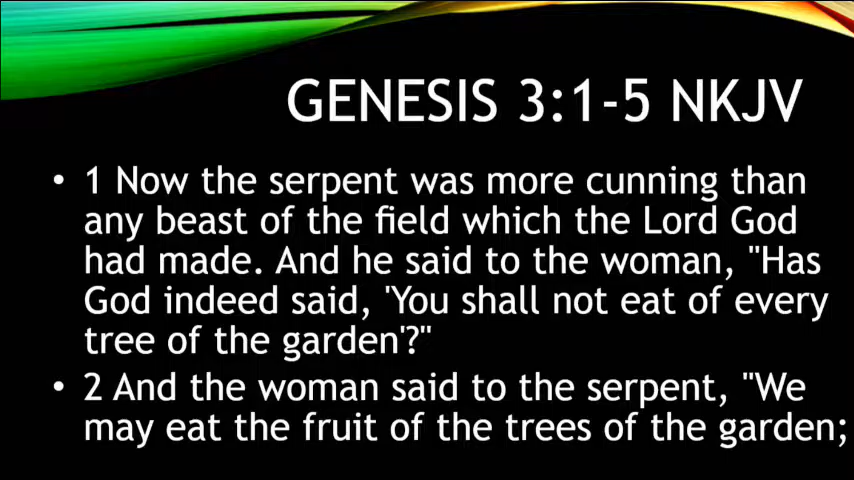 GENESIS 3:1-5 NKJV
• 1 Now the serpent was more cunning than
any beast of the field which the Lord God
had made. And he said to the woman, "Has
God indeed said, 'You shall not eat of every
tree of the garden'?"
• 2 And the woman said to the serpent, "We
may eat the fruit of the trees of the garden;